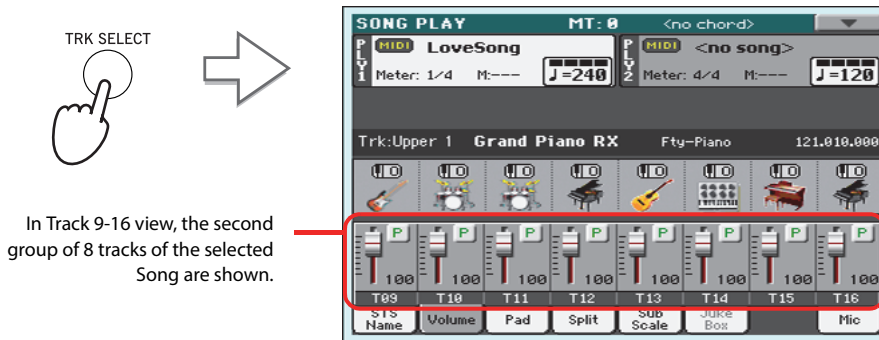 TRK SELECT
In Track 9-16 view, the second
group of 8 tracks of the selected
Song are shown.
SONG PLAY MT: 0 <no chord>
PLY1 MIDI LoveSong
Meter: 1/4 M:--- ♩=240
PLY2 MIDI <no song>
Meter: 4/4 M:--- ♩=120
Trk:Upper 1 Grand Piano RX Fty-Piano 121.010.000
P P P P P P P P
100 100 100 100 100 100 100 100
T09 T10 T11 T12 T13 T14 T15 T16
STS Name Volume Pad Split Sub Scale Juke Box Mic